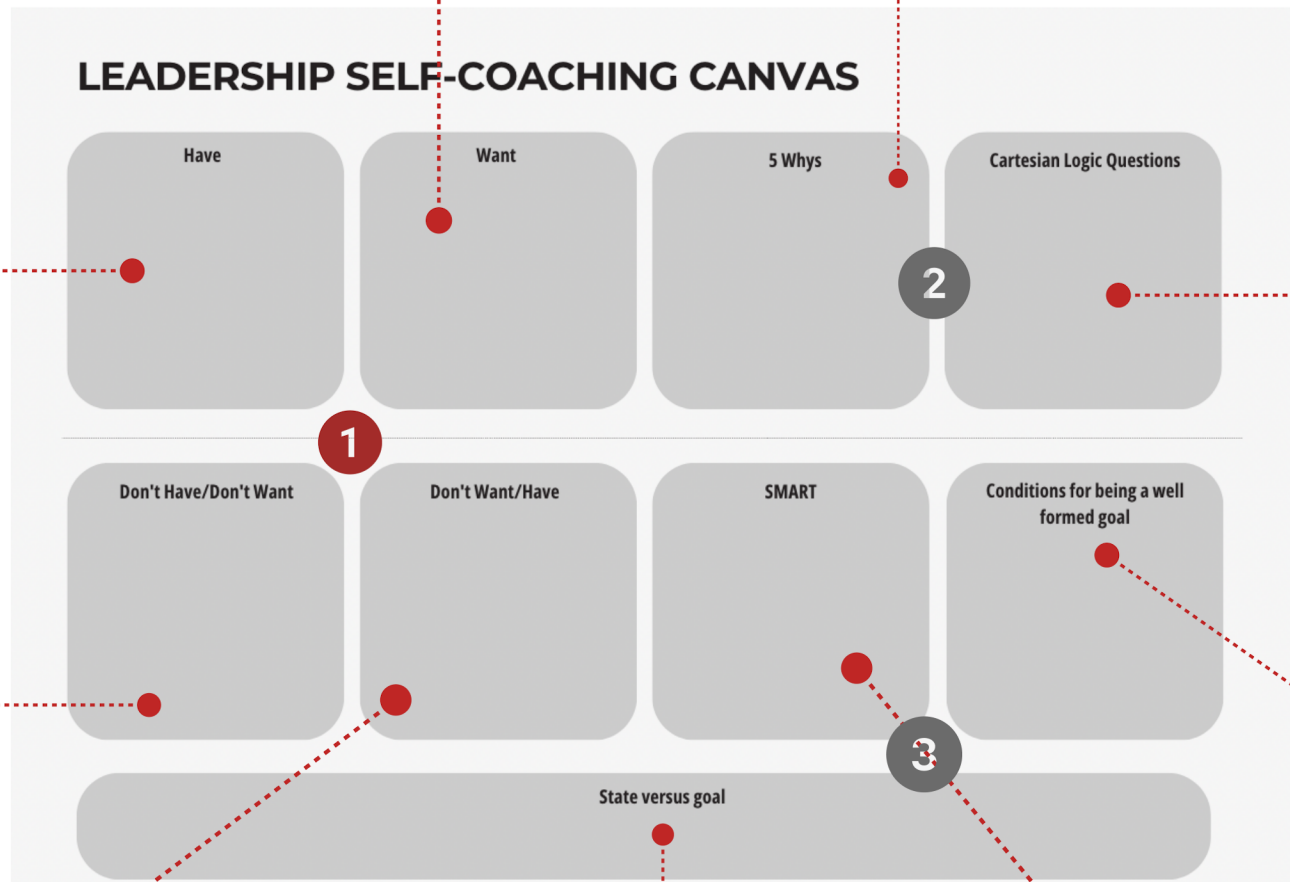 LEADERSHIP SELF-COACHING CANVAS
Have
Want
5 Whys
Cartesian Logic Questions
2
1
Don't Have/Don't Want
Don't Want/Have
SMART
Conditions for being a well
formed goal
3
State versus goal